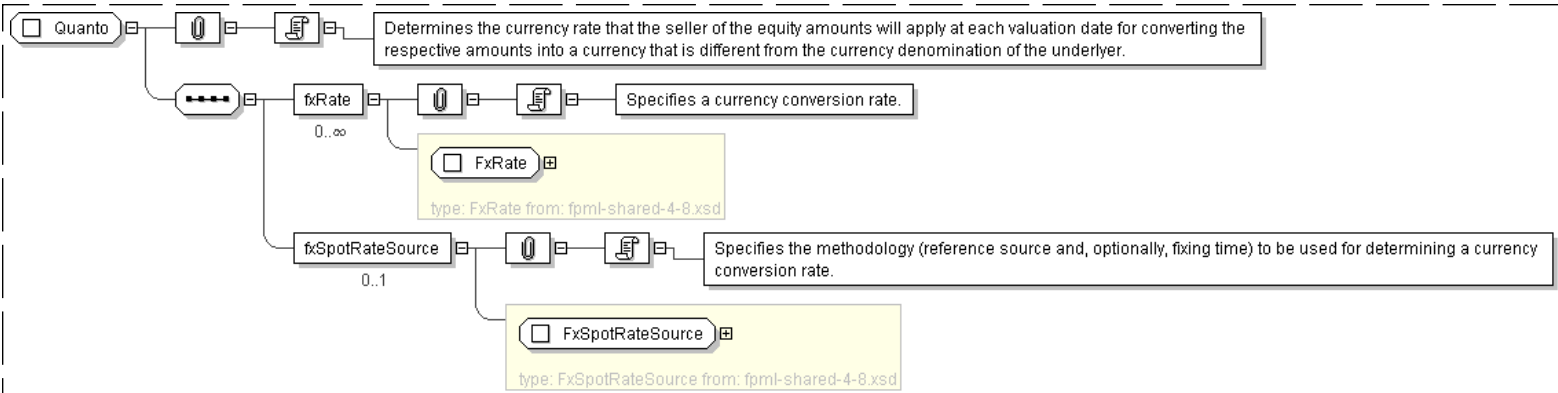 Quanto
Determines the currency rate that the seller of the equity amounts will apply at each valuation date for converting the
respective amounts into a currency that is different from the currency denomination of the underlyer.
fxRate
Specifies a currency conversion rate.
0..∞
FxRate
type: FxRate from: fpml-shared-4-8.xsd
fxSpotRateSource
Specifies the methodology (reference source and, optionally, fixing time) to be used for determining a currency
conversion rate.
0..1
FxSpotRateSource
type: FxSpotRateSource from: fpml-shared-4-8.xsd